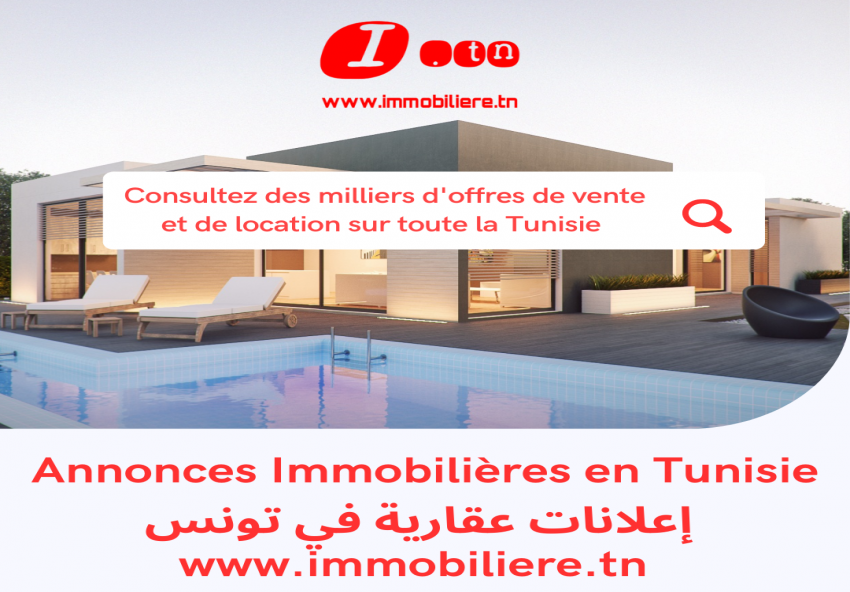 I .tn
www.immobiliere.tn
Consultez des milliers d'offres de vente
et de location sur toute la Tunisie
Annonces Immobilières en Tunisie
إعلانات عقارية في تونس
www.immobiliere.tn